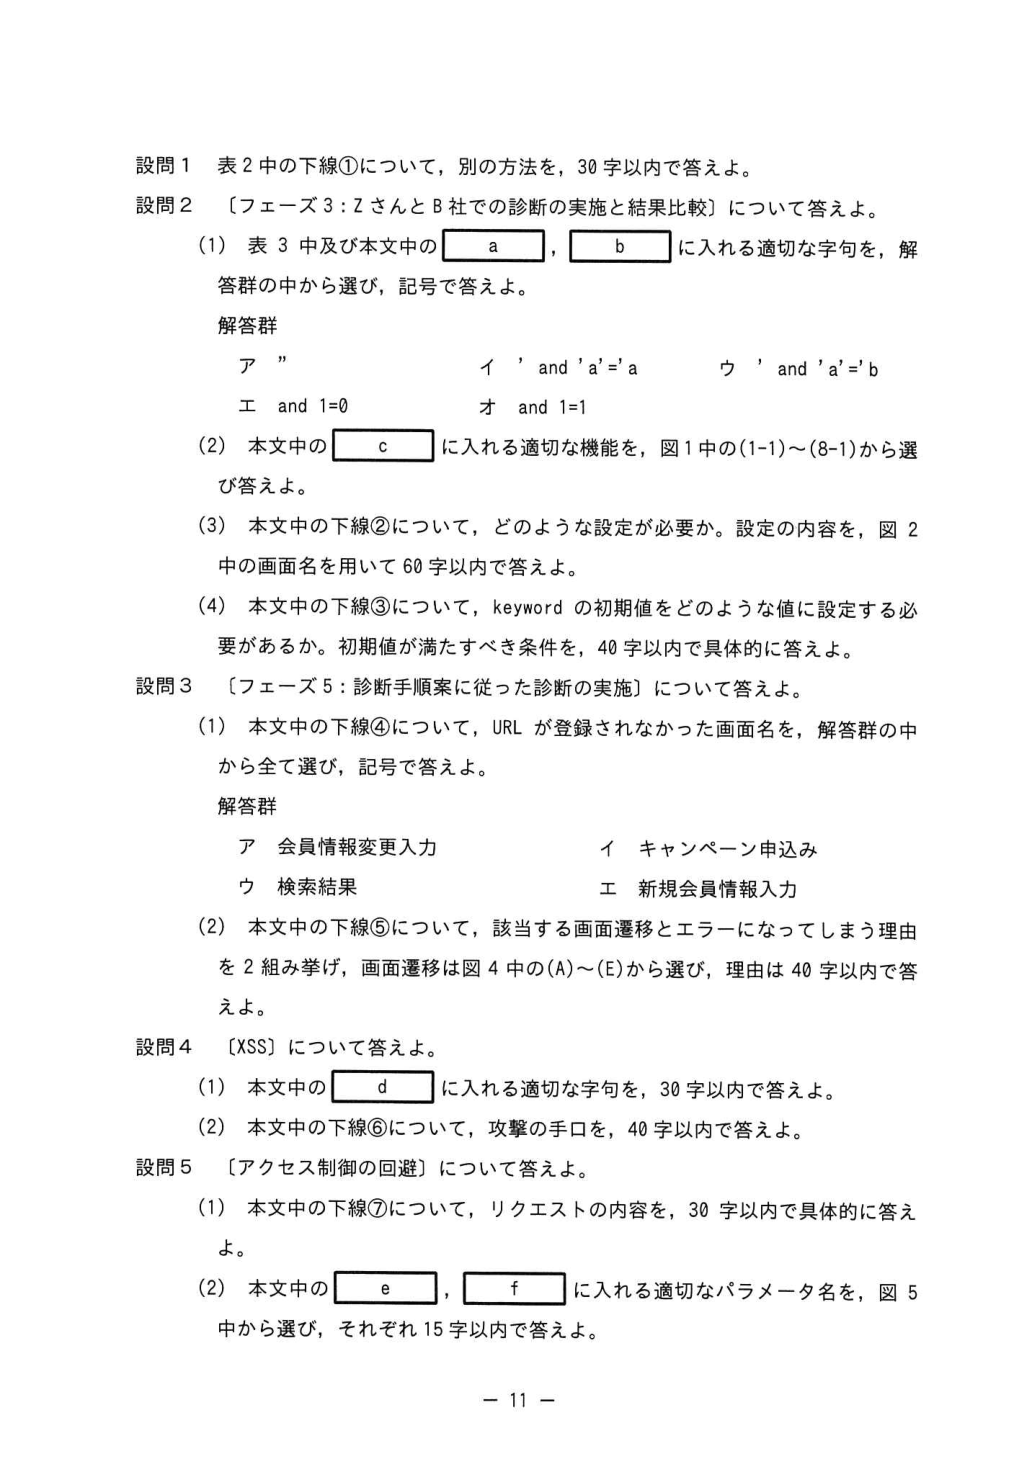 設問1 表2中の下線①について，別の方法を，30字以内で答えよ。
設問2 〔フェーズ3：ZさんとB社での診断の実施と結果比較〕について答えよ。
(1) 表3中及び本文中の a ， b に入れる適切な字句を，解
答群の中から選び，記号で答えよ。
解答群
ア ” イ ’ and ’a’=’a ウ ’ and ’a’=’b
エ and 1=0 オ and 1=1
(2) 本文中の c に入れる適切な機能を，図1中の(1-1)～(8-1)から選
び答えよ。
(3) 本文中の下線②について，どのような設定が必要か。設定の内容を，図2
中の画面名を用いて60字以内で答えよ。
(4) 本文中の下線③について，keyword の初期値をどのような値に設定する必
要があるか。初期値が満たすべき条件を，40字以内で具体的に答えよ。
設問3 〔フェーズ5：診断手順案に従った診断の実施〕について答えよ。
(1) 本文中の下線④について，URL が登録されなかった画面名を，解答群の中
から全て選び，記号で答えよ。
解答群
ア 会員情報変更入力 イ キャンペーン申込み
ウ 検索結果 エ 新規会員情報入力
(2) 本文中の下線⑤について，該当する画面遷移とエラーになってしまう理由
を2組み挙げ，画面遷移は図4中の(A)～(E)から選び，理由は40字以内で答
えよ。
設問4 〔XSS〕について答えよ。
(1) 本文中の d に入れる適切な字句を，30字以内で答えよ。
(2) 本文中の下線⑥について，攻撃の手口を，40字以内で答えよ。
設問5 〔アクセス制御の回避〕について答えよ。
(1) 本文中の下線⑦について，リクエストの内容を，30字以内で具体的に答え
よ。
(2) 本文中の e ， f に入れる適切なパラメータ名を，図5
中から選び，それぞれ15字以内で答えよ。
－ 11 －